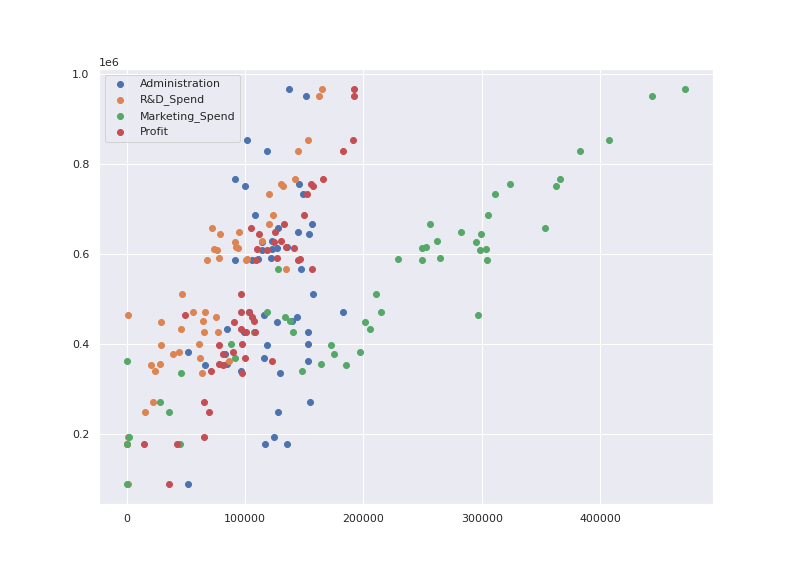 1e6
1.0
0.8
0.6
0.4
0.2
Administration
R&D_Spend
Marketing_Spend
Profit
0 100000 200000 300000 400000